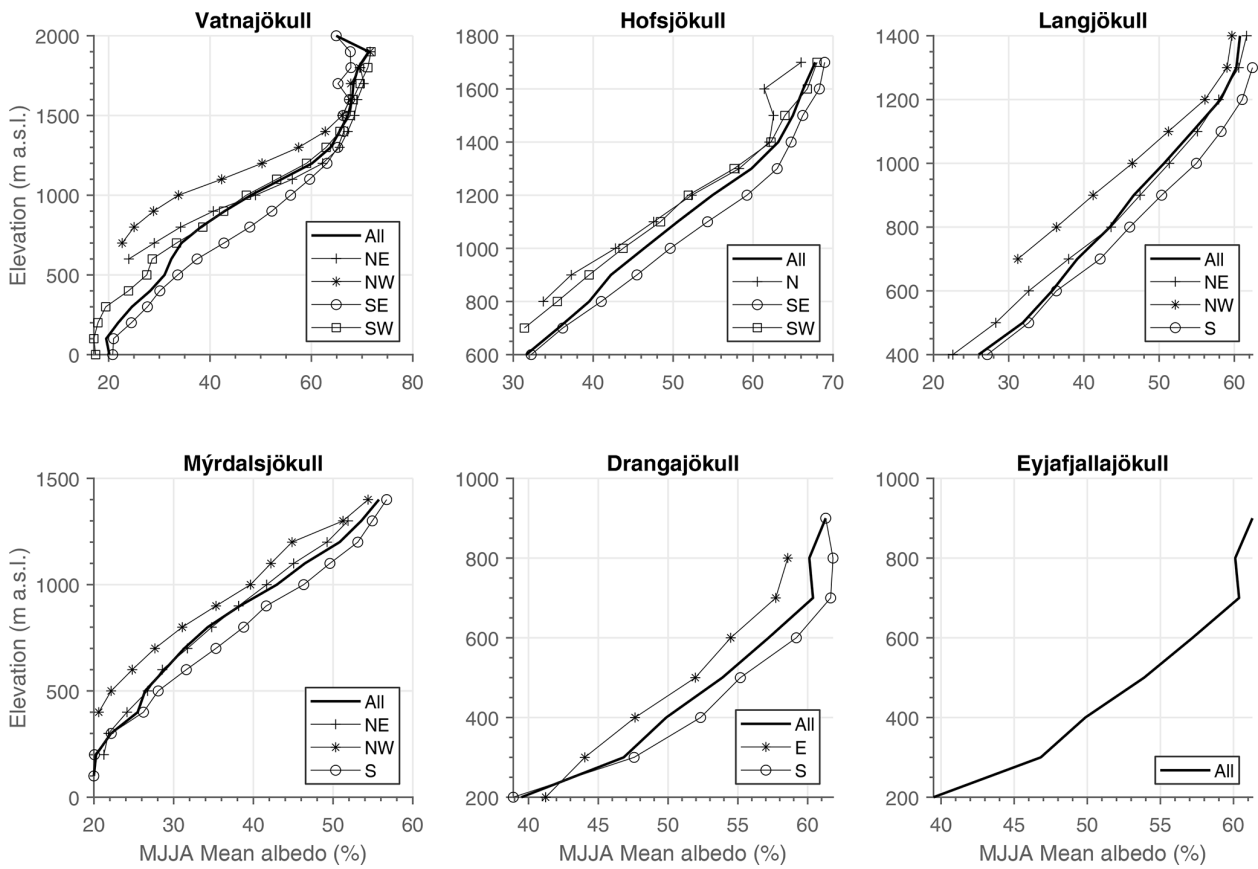 Vatnajökull
Hofsjökull
Langjökull
Elevation (m a.s.l.)
2000
1500
1000
500
0
20
40
60
80
All
NE
NW
SE
SW
1800
1600
1400
1200
1000
800
600
30
40
50
60
70
All
N
SE
SW
1400
1200
1000
800
600
400
20
30
40
50
60
All
NE
NW
S
Mýrdalsjökull
Drangajökull
Eyjafjallajökull
Elevation (m a.s.l.)
1500
1000
500
0
20
30
40
50
60
MJJA Mean albedo (%)
All
NE
NW
S
1000
800
600
400
200
40
45
50
55
60
MJJA Mean albedo (%)
All
E
S
1000
800
600
400
200
40
45
50
55
60
MJJA Mean albedo (%)
All